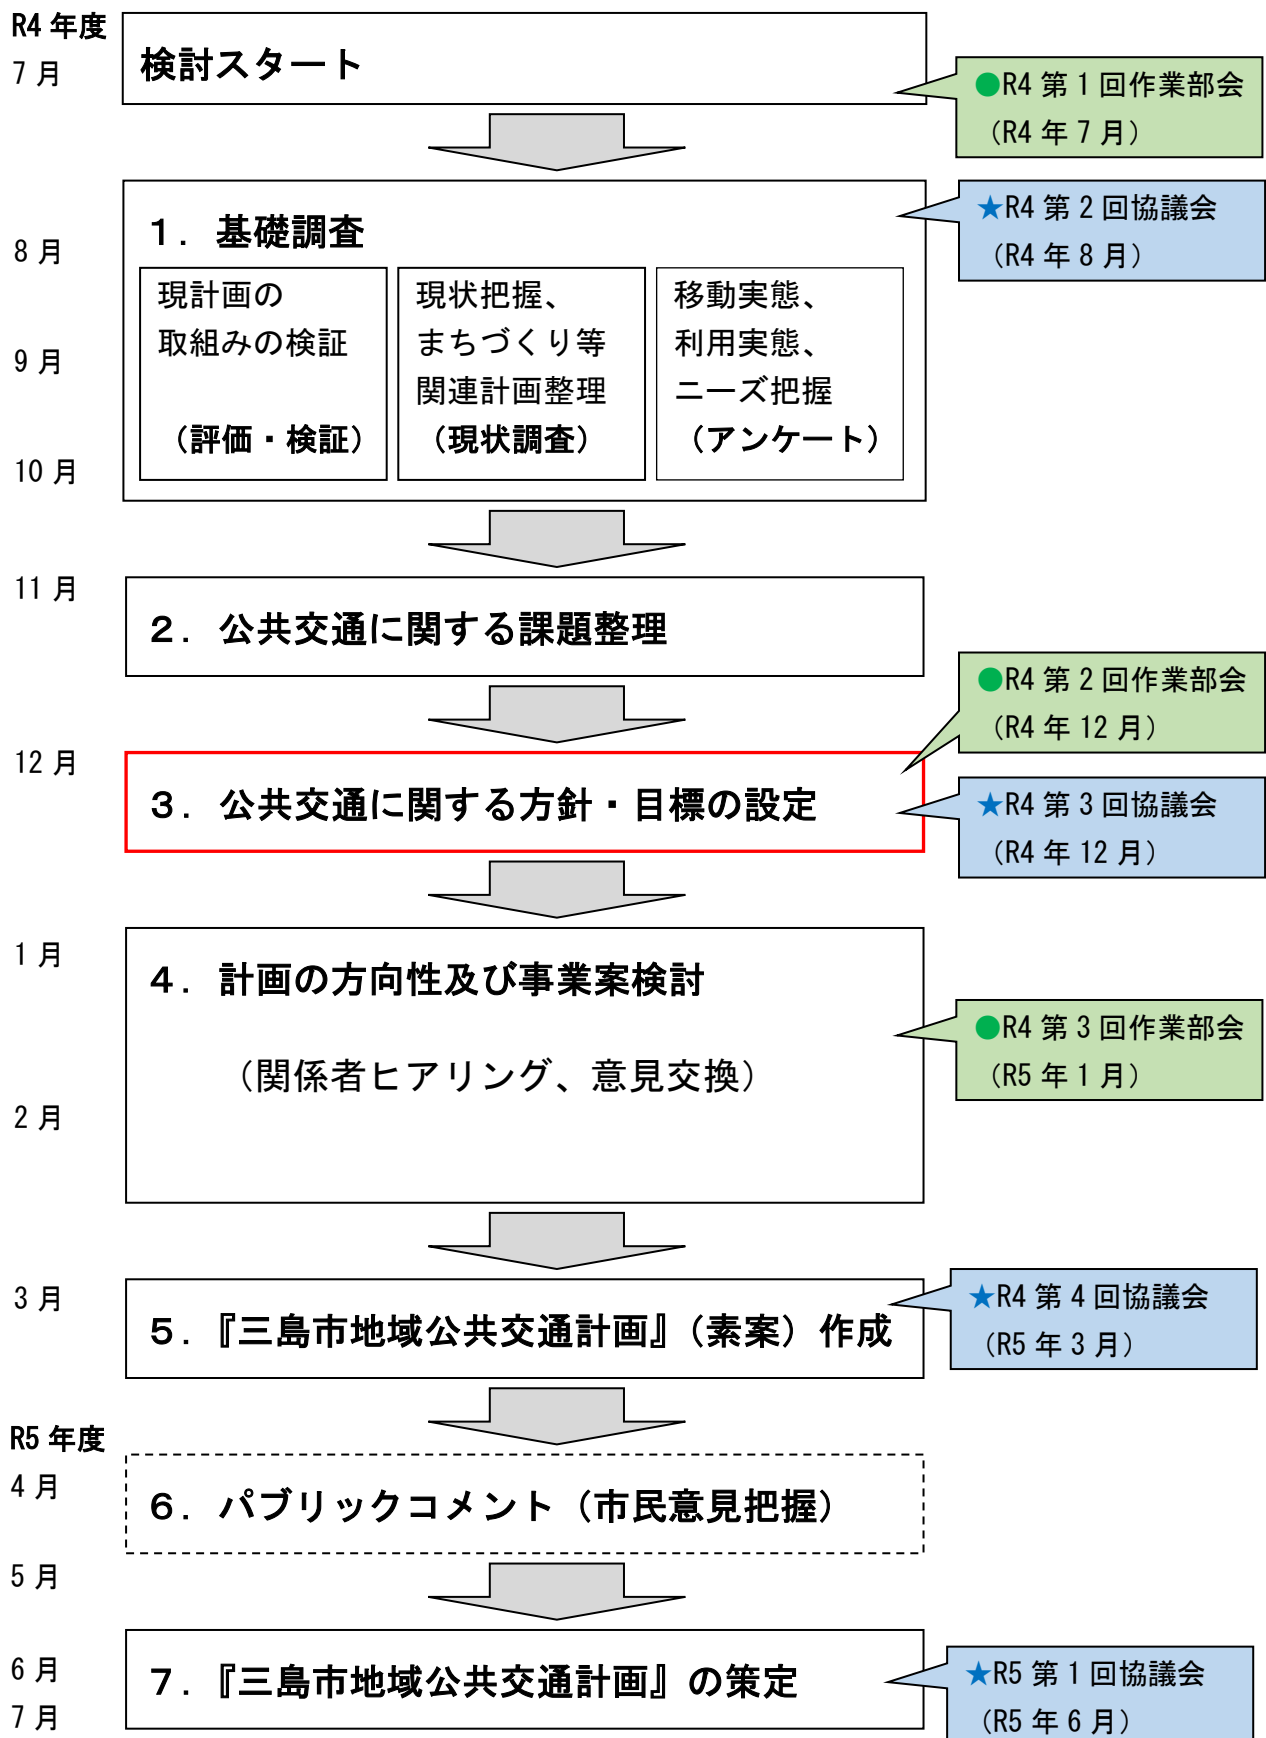 R4 年度
7 月
検討スタート
●R4 第 1 回作業部会
(R4 年 7 月)
★R4 第 2 回協議会
(R4 年 8 月)
１．基礎調査
8 月
現計画の
取組みの検証
（評価・検証）
現状把握、
まちづくり等
関連計画整理
（現状調査）
移動実態、
利用実態、
ニーズ把握
（アンケート）
9 月
10 月
11 月
２．公共交通に関する課題整理
●R4 第 2 回作業部会
(R4 年 12 月)
12 月
３．公共交通に関する方針・目標の設定
★R4 第 3 回協議会
(R4 年 12 月)
1 月
４．計画の方向性及び事業案検討
（関係者ヒアリング、意見交換）
●R4 第 3 回作業部会
(R5 年 1 月)
2 月
3 月
５．『三島市地域公共交通計画』（素案）作成
★R4 第 4 回協議会
(R5 年 3 月)
R5 年度
4 月
６．パブリックコメント（市民意見把握）
5 月
6 月
7 月
７．『三島市地域公共交通計画』の策定
★R5 第 1 回協議会
(R5 年 6 月)